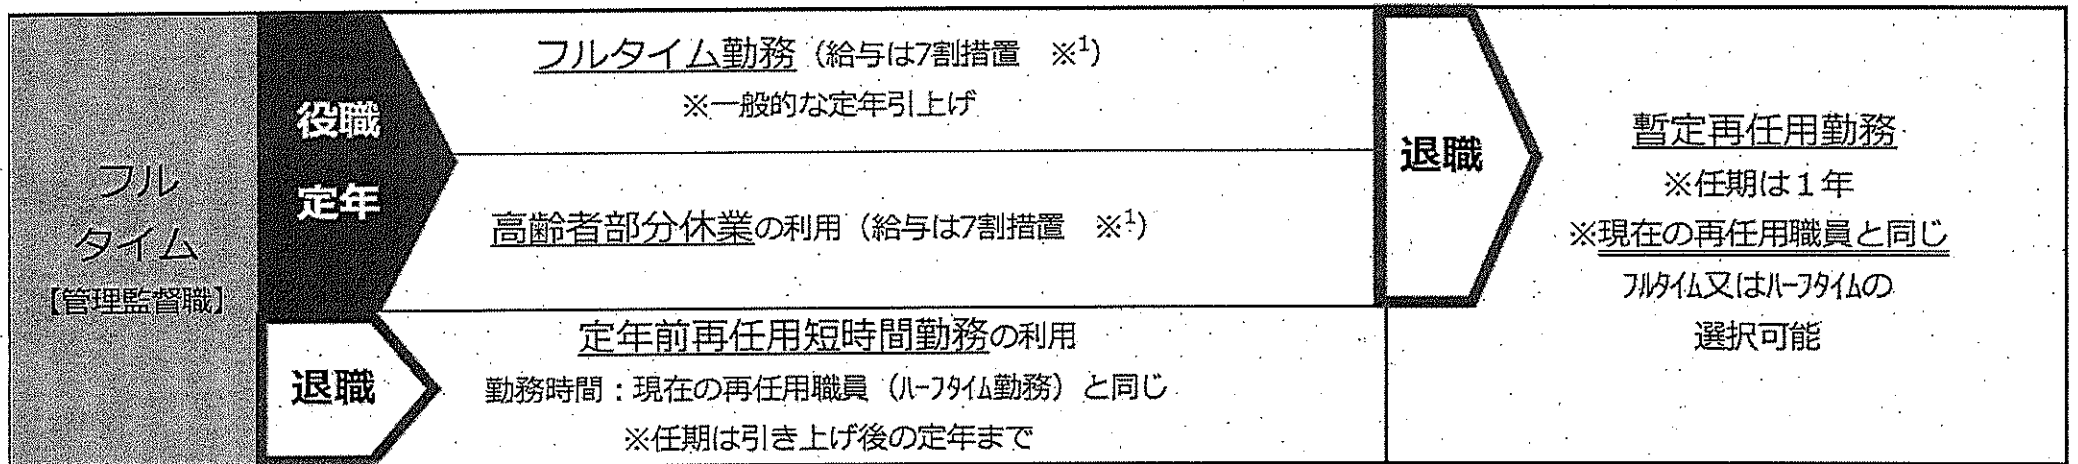 フル
タイム
【管理監督職】
役職
定年
フルタイム勤務（給与は7割措置　※1）
※一般的な定年引上げ
高齢者部分休業の利用（給与は7割措置　※1）
退職
定年前再任用短時間勤務の利用
勤務時間：現在の再任用職員（ハーフタイム勤務）と同じ
※任期は引き上げ後の定年まで
退職
暫定再任用勤務
※任期は１年
※現在の再任用職員と同じ
フルタイム又はハーフタイムの
選択可能